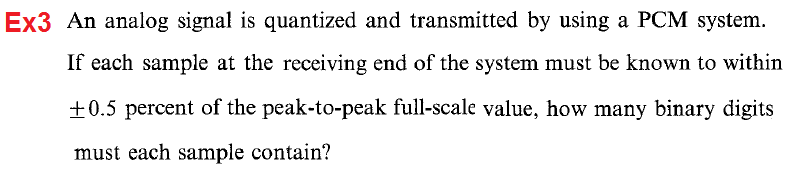 Ex3 An analog signal is quantized and transmitted by using a PCM system.
If each sample at the receiving end of the system must be known to within
±0.5 percent of the peak-to-peak full-scale value, how many binary digits
must each sample contain?